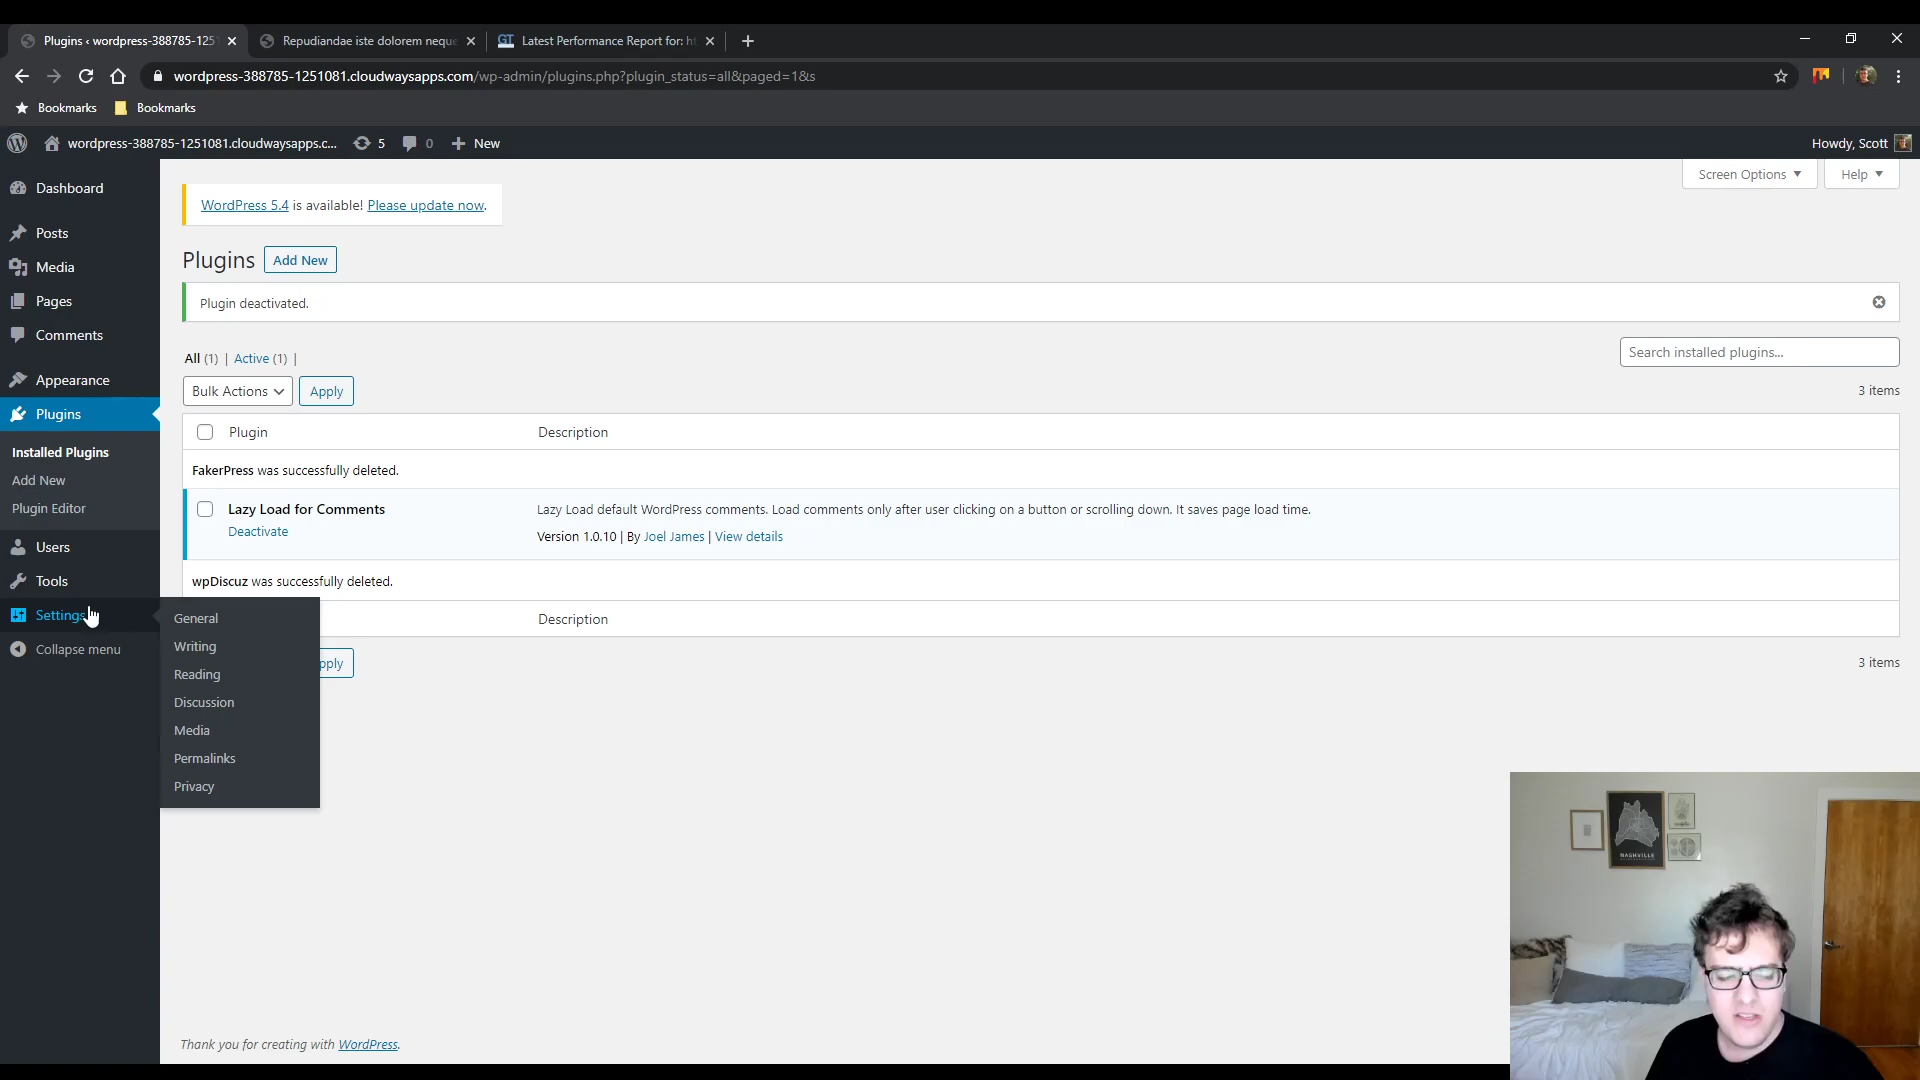 Plugins ‹ wordpress-388785-1251
Repudiandae iste dolorem neque
GT Latest Performance Report for: ht
wordpress-388785-1251081.cloudwaysapps.com/wp-admin/plugins.php?plugin_status=all&paged=1&s
Bookmarks
Bookmarks
wordpress-388785-1251081.cloudwaysapps.c...
5
0
New
Howdy, Scott
Dashboard
Posts
Media
Pages
Comments
Appearance
Plugins
Installed Plugins
Add New
Plugin Editor
Users
Tools
Settings
Collapse menu
General
Writing
Reading
Discussion
Media
Permalinks
Privacy
Screen Options
Help
WordPress 5.4 is available! Please update now.
Plugins
Add New
Plugin deactivated.
All (1) | Active (1) |
Search installed plugins...
Bulk Actions
Apply
3 items
Plugin
Description
FakerPress was successfully deleted.
Lazy Load for Comments
Deactivate
Lazy Load default WordPress comments. Load comments only after user clicking on a button or scrolling down. It saves page load time.
Version 1.0.10 | By Joel James | View details
wpDiscuz was successfully deleted.
Description
pply
3 items
NASHVILLE
Thank you for creating with WordPress.